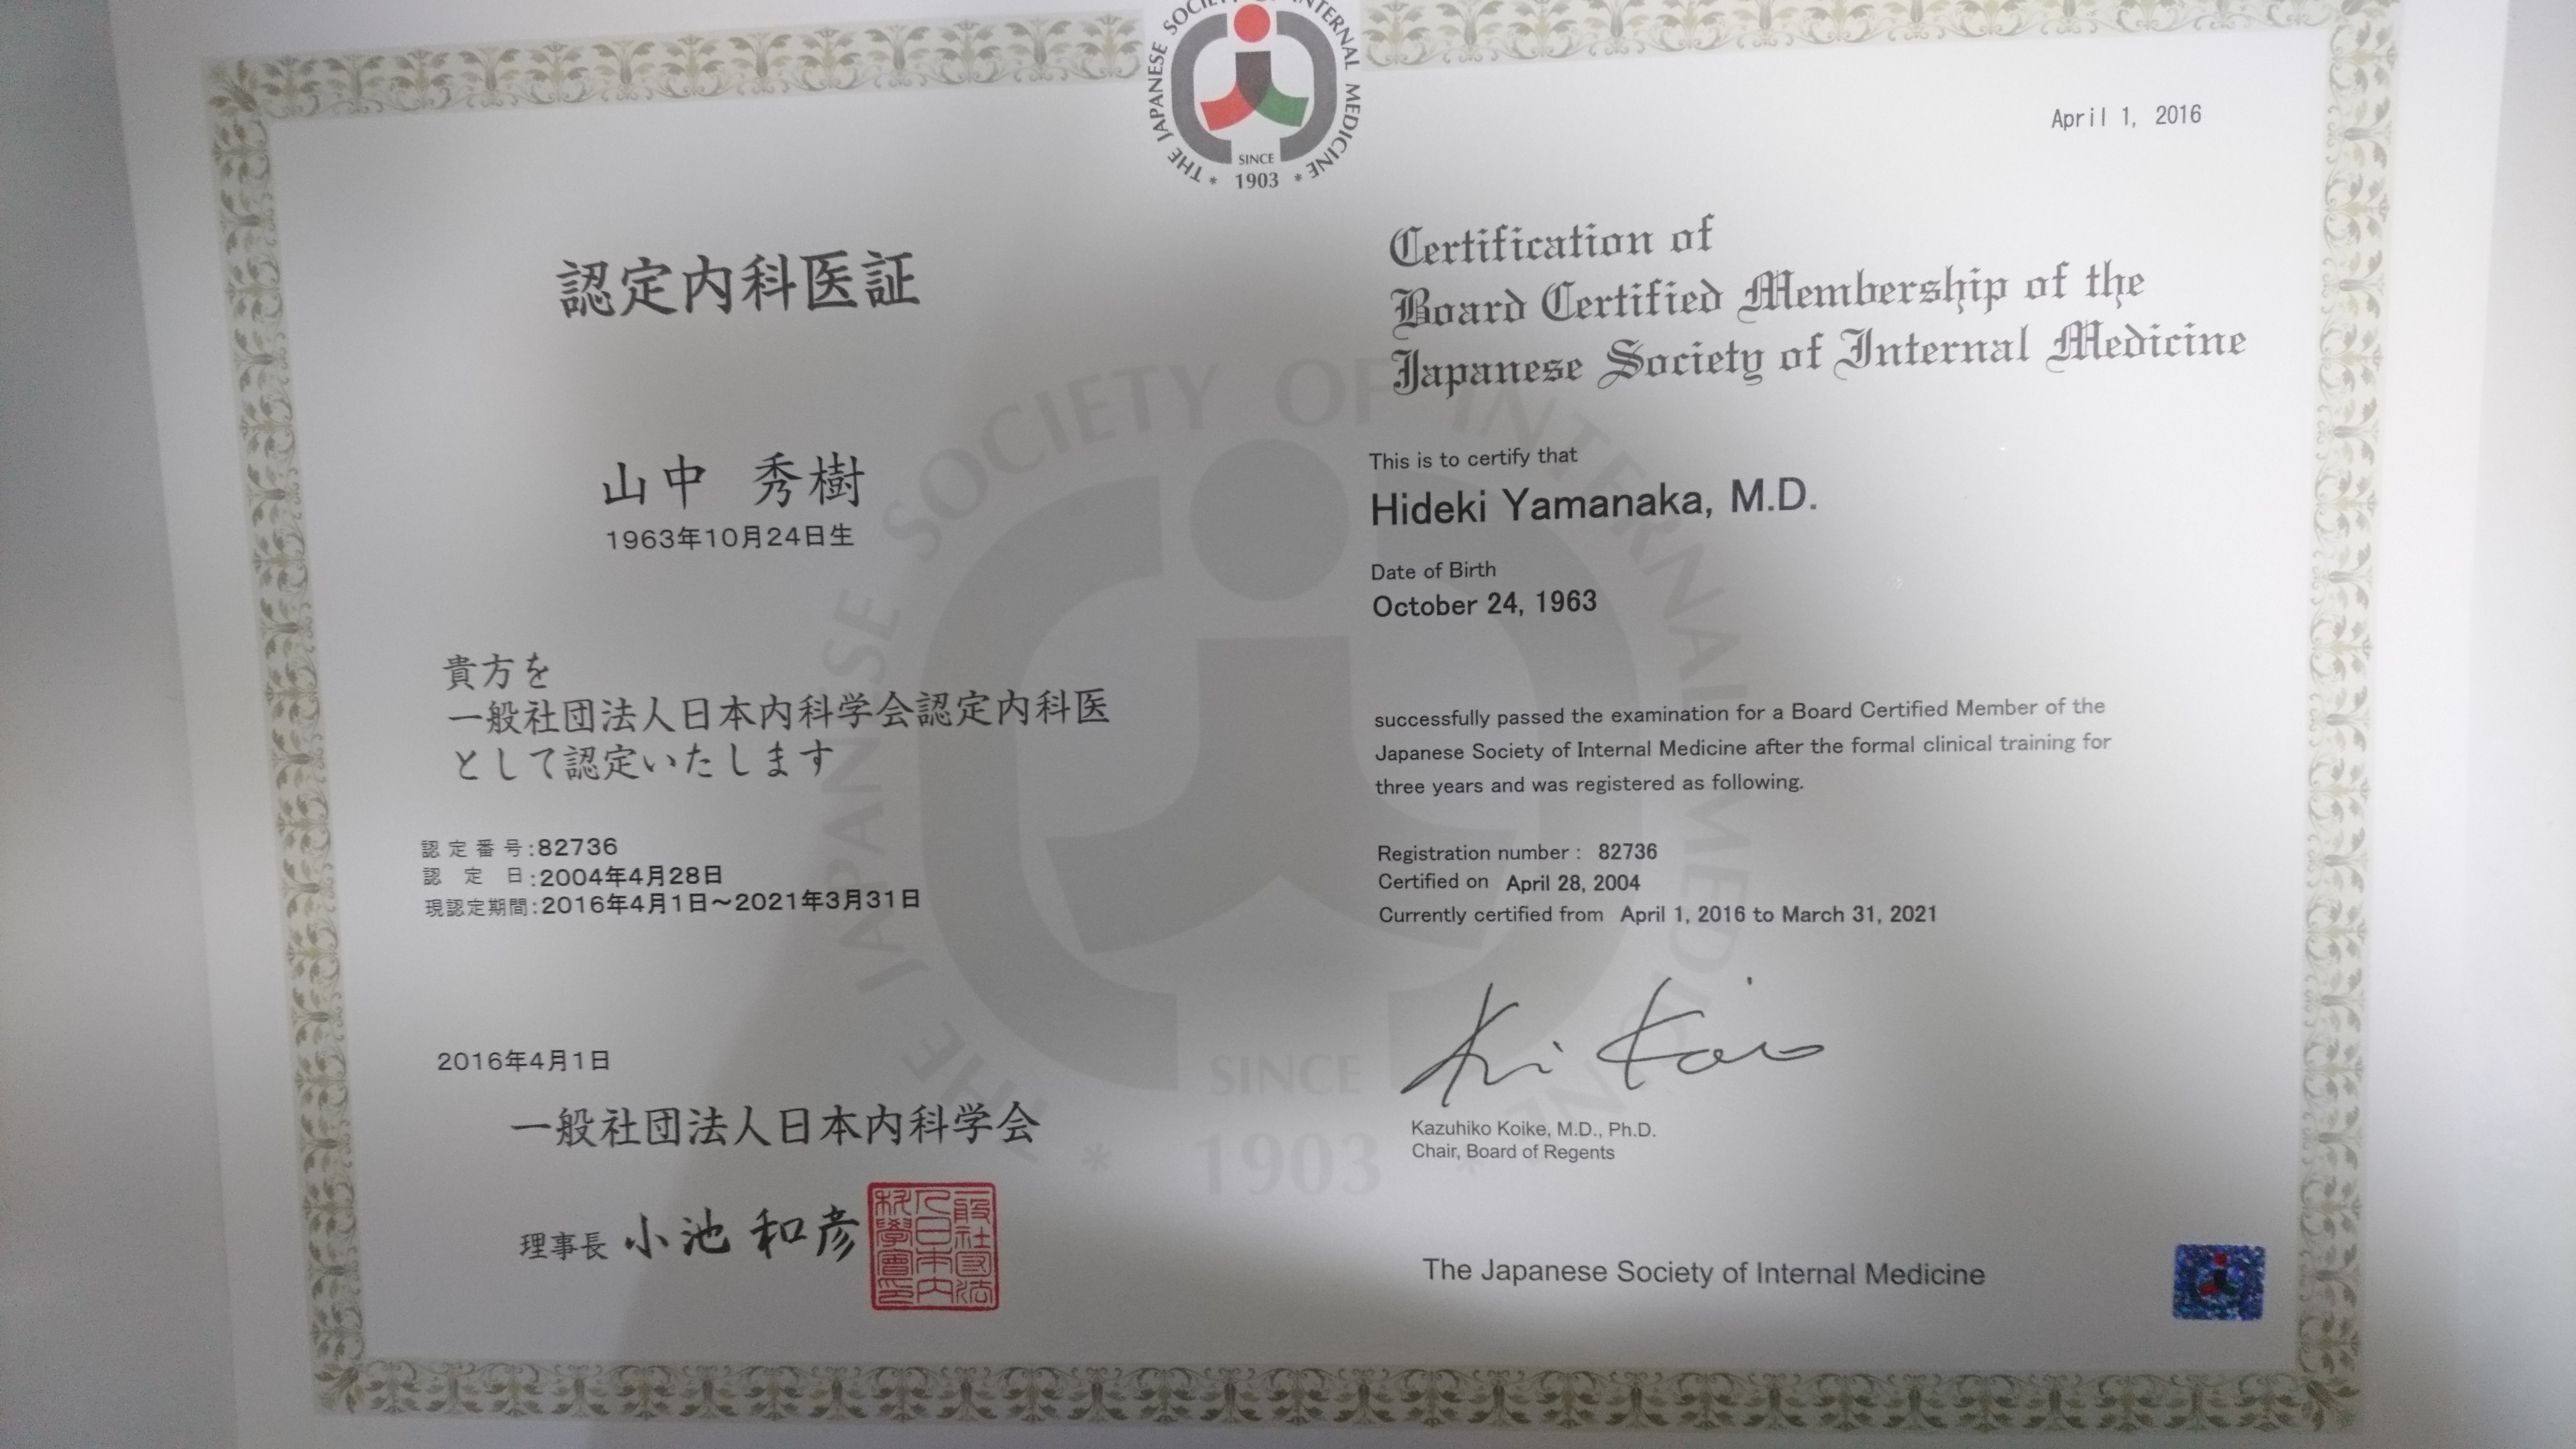 認定内科医証
山中 秀樹
1963年10月24日生
貴方を
一般社団法人日本内科学会認定内科医
として認定いたします
認定番号:82736
認定日:2004年4月28日
現認定期間:2016年4月1日～2021年3月31日
2016年4月1日
一般社団法人日本内科学会
理事長 小池和彦
THE JAPANESE SOCIETY OF INTERNAL MEDICINE
SINCE
* 1903 *
April 1, 2016
Certification of
Board Certified Membership of the
Japanese Society of Internal Medicine
This is to certify that
Hideki Yamanaka, M.D.
Date of Birth
October 24, 1963
successfully passed the examination for a Board Certified Member of the
Japanese Society of Internal Medicine after the formal clinical training for
three years and was registered as following.
Registration number : 82736
Certified on April 28, 2004
Currently certified from April 1, 2016 to March 31, 2021
Kazuhiko Koike, M.D., Ph.D.
Chair, Board of Regents
The Japanese Society of Internal Medicine
THE JAPANESE SOCIETY OF INTERNAL MEDICINE
SINCE
* 1903 *